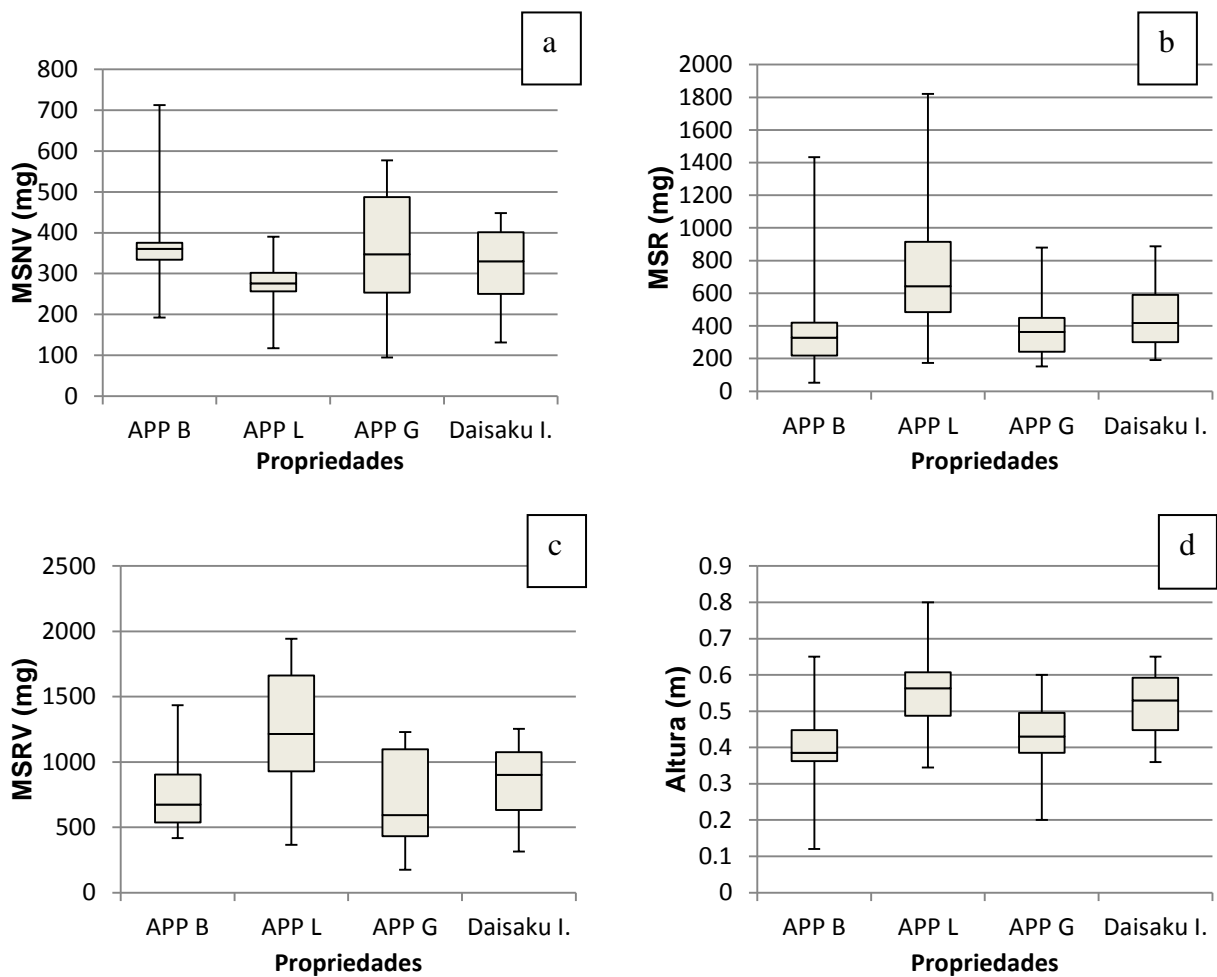 a
800
700
600
500
400
300
200
100
0
MSNV (mg)
APP B APP L APP G Daisaku I.
Propriedades
b
2000
1800
1600
1400
1200
1000
800
600
400
200
0
MSR (mg)
APP B APP L APP G Daisaku I.
Propriedades
c
2500
2000
1500
1000
500
0
MSRV (mg)
APP B APP L APP G Daisaku I.
Propriedades
d
0.9
0.8
0.7
0.6
0.5
0.4
0.3
0.2
0.1
0
Altura (m)
APP B APP L APP G Daisaku I.
Propriedades